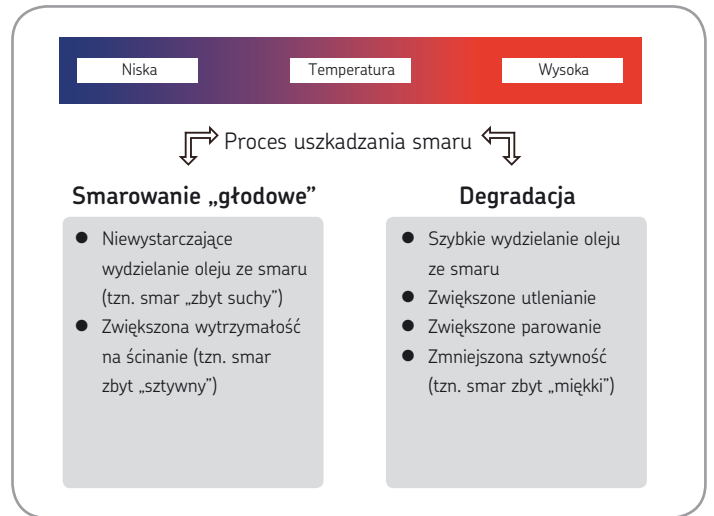 Niska Temperatura Wysoka
Proces uszkadzania smaru
Smarowanie „głodowe”
● Niewystarczające
wydzielanie oleju ze smaru
(tzn. smar „zbyt suchy”)
● Zwiększona wytrzymałość
na ścinanie (tzn. smar
zbyt „sztywny”)
Degradacja
● Szybkie wydzielanie oleju
ze smaru
● Zwiększone utlenianie
● Zwiększone parowanie
● Zmniejszona sztywność
(tzn. smar zbyt „miękki”)